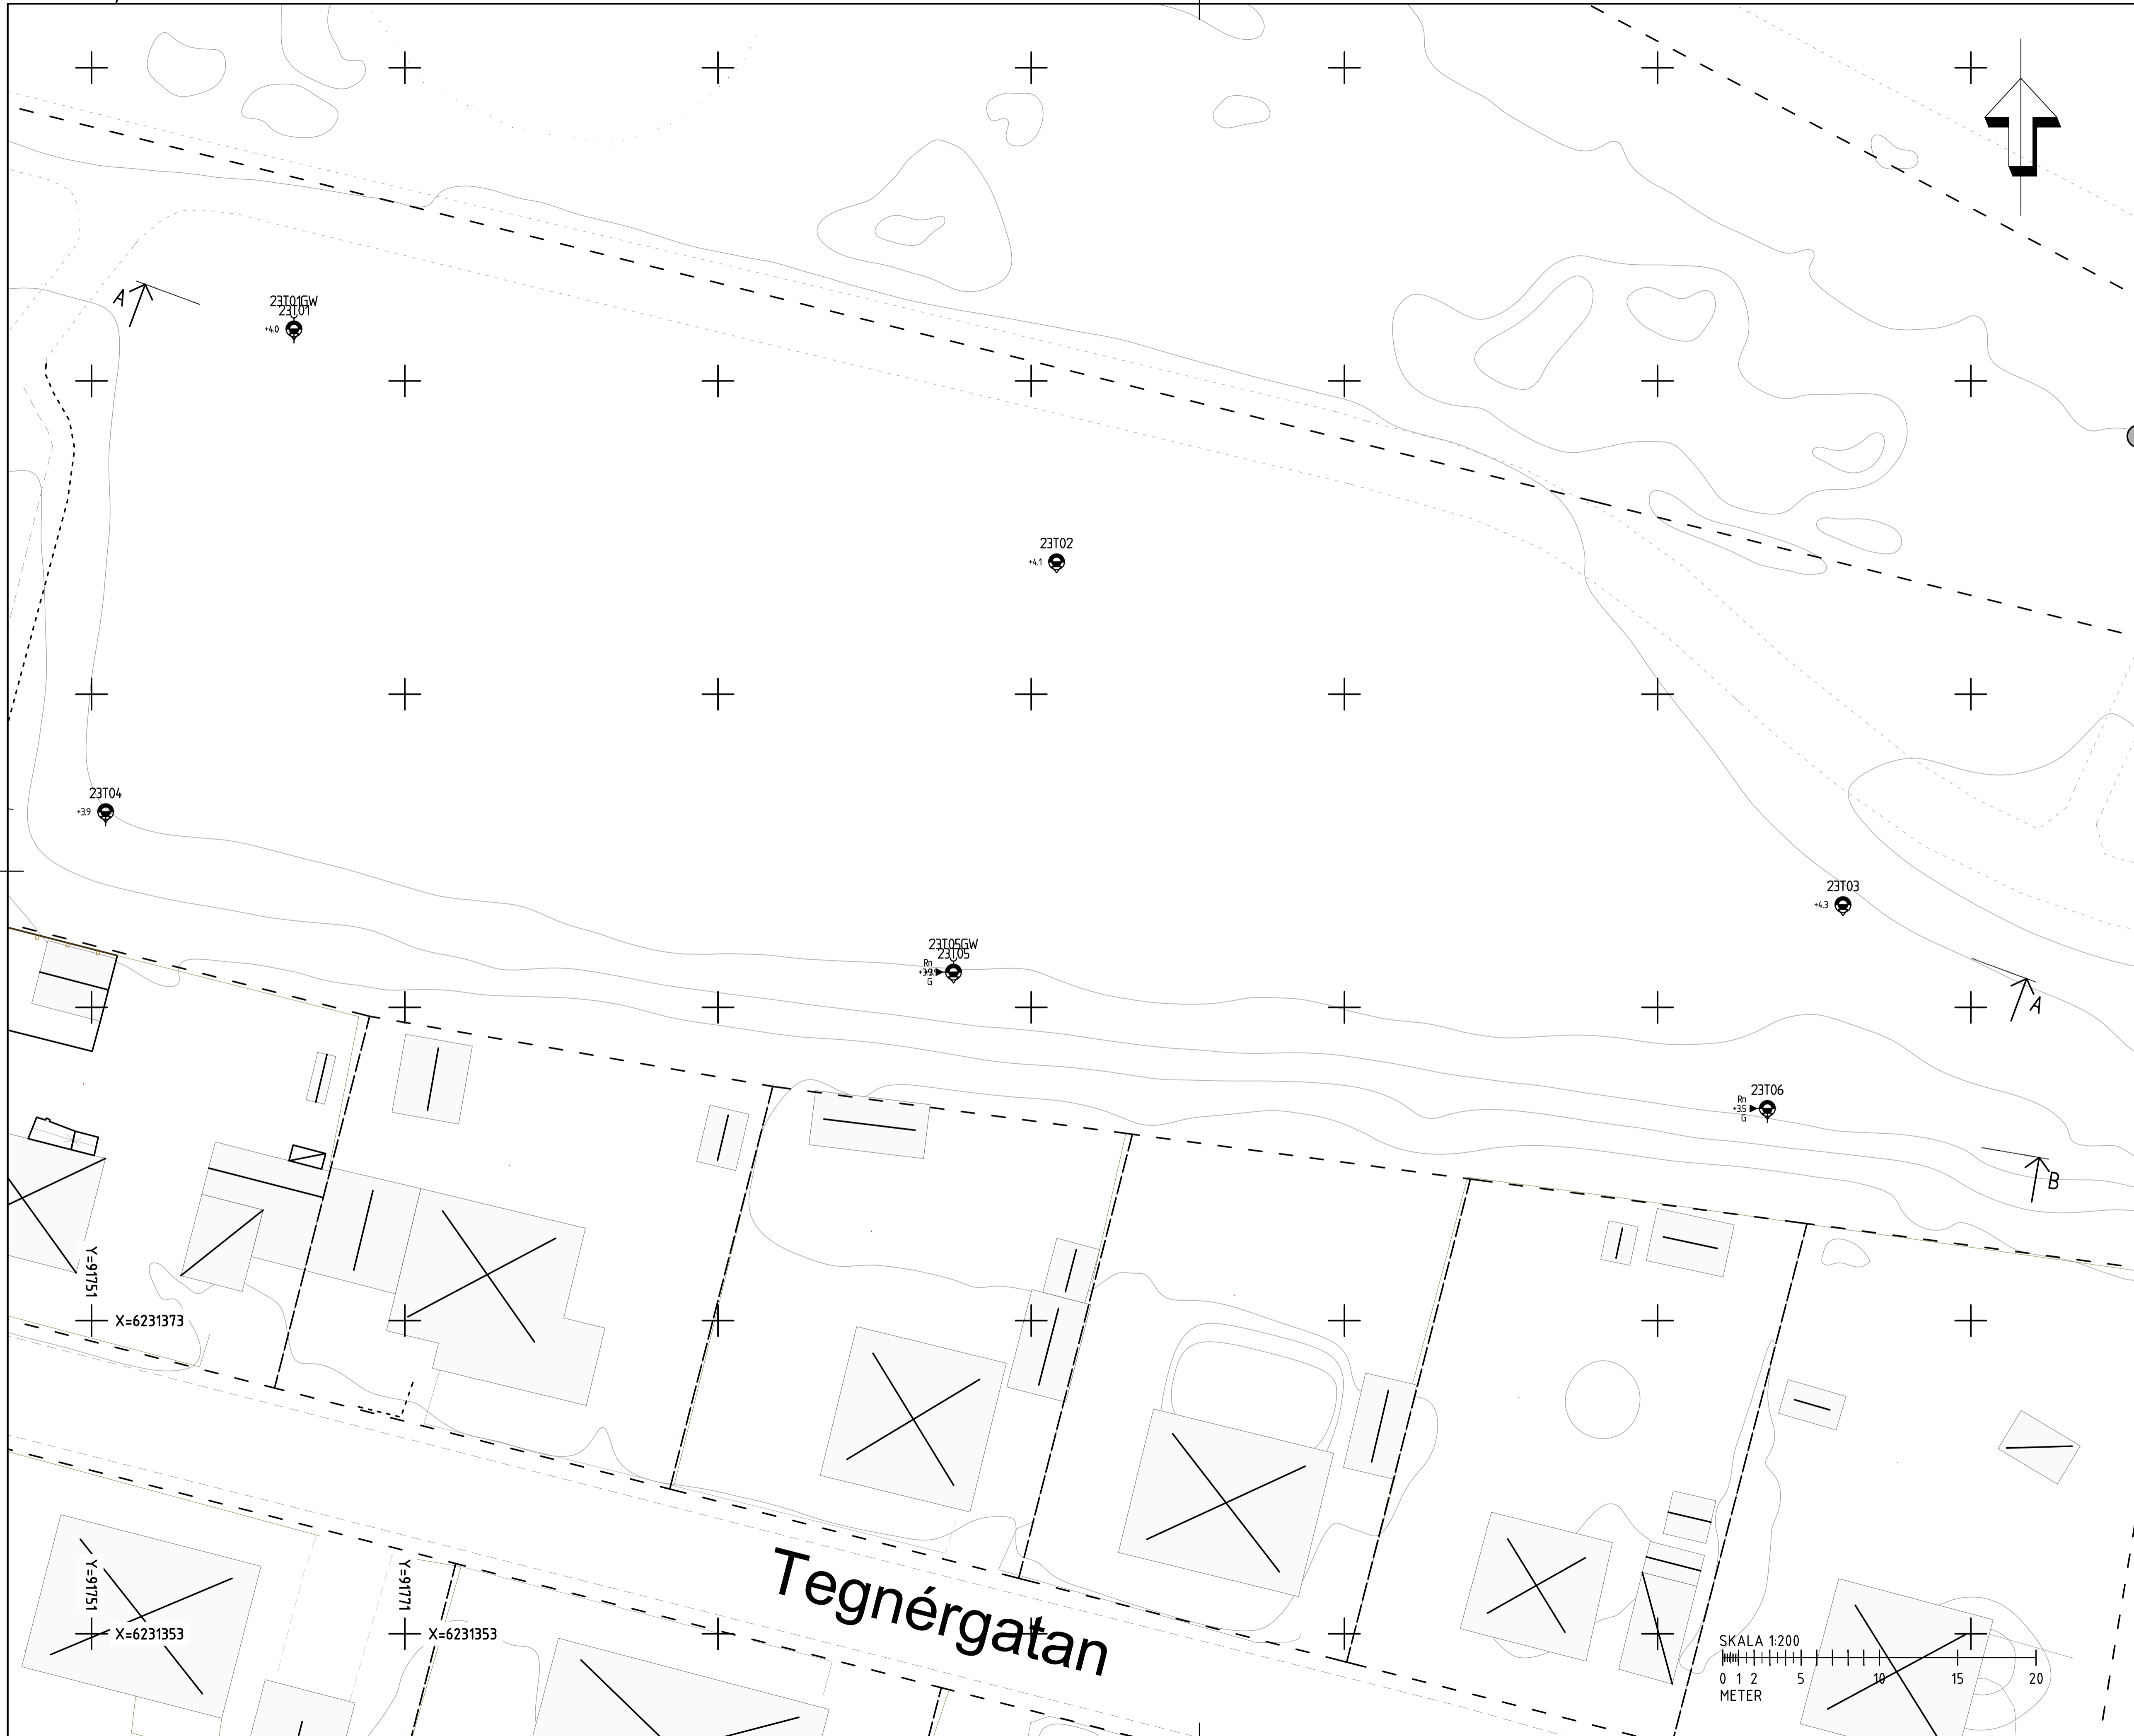 A
23T01GW
23T01
+4.0
23T02
+4.1
23T04
+3.9
23T03
+4.3
23T05GW
23T05
Rn
G
A
23T06
Rn
+3.5
G
B
Y=91751
X=6231373
Tegnérgatan
Y=91751
X=6231353
Y=91771
X=6231353
SKALA 1:200
0 1 2 5 10 15 20
METER